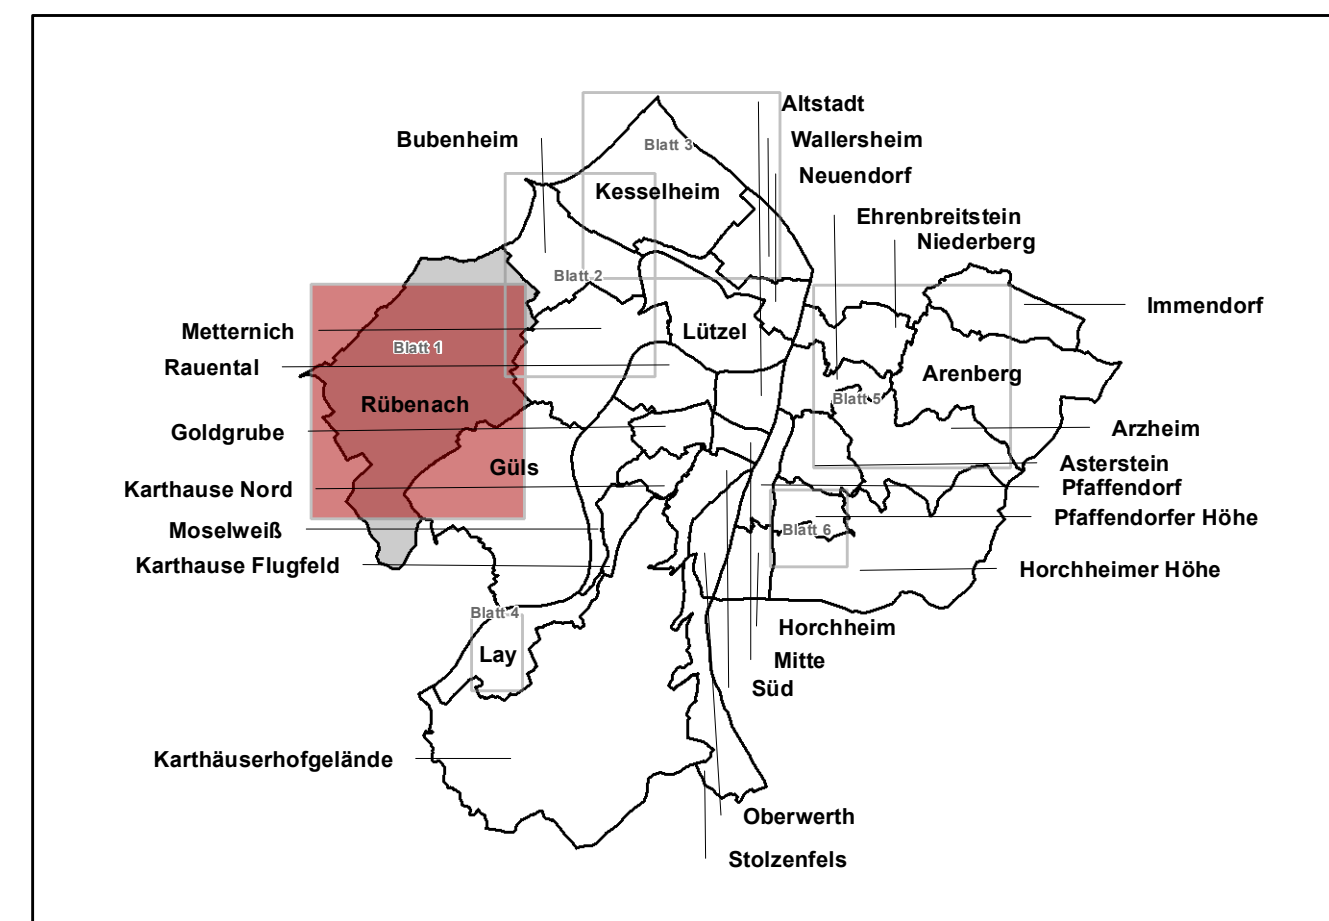 Altstadt
Bubenheim
Wallersheim
Blatt 3
Neuendorf
Kesselheim
Ehrenbreitstein
Niederberg
Blatt 2
Immendorf
Metternich
Lützel
Blatt 1
Rauental
Arenberg
Blatt 5
Rübenach
Goldgrube
Arzheim
Güls
Asterstein
Karthause Nord
Pfaffendorf
Pfaffendorfer Höhe
Moselweiß
Blatt 6
Karthause Flugfeld
Horchheimer Höhe
Blatt 4
Horchheim
Lay
Mitte
Süd
Karthäuserhofgelände
Oberwerth
Stolzenfels